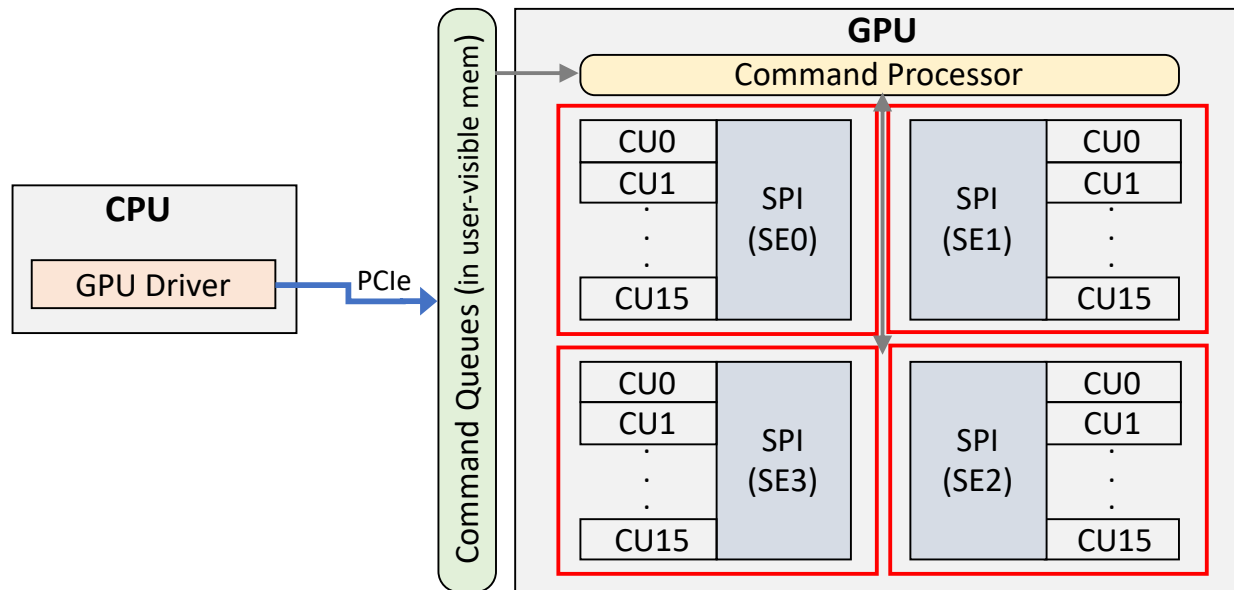 CPU
GPU Driver
PCIe
Command Queues (in user-visible mem)
GPU
Command Processor
CU0
CU1
.
.
.
CU15
SPI
(SE0)
SPI
(SE1)
CU0
CU1
.
.
.
CU15
CU0
CU1
.
.
.
CU15
SPI
(SE3)
SPI
(SE2)
CU0
CU1
.
.
.
CU15